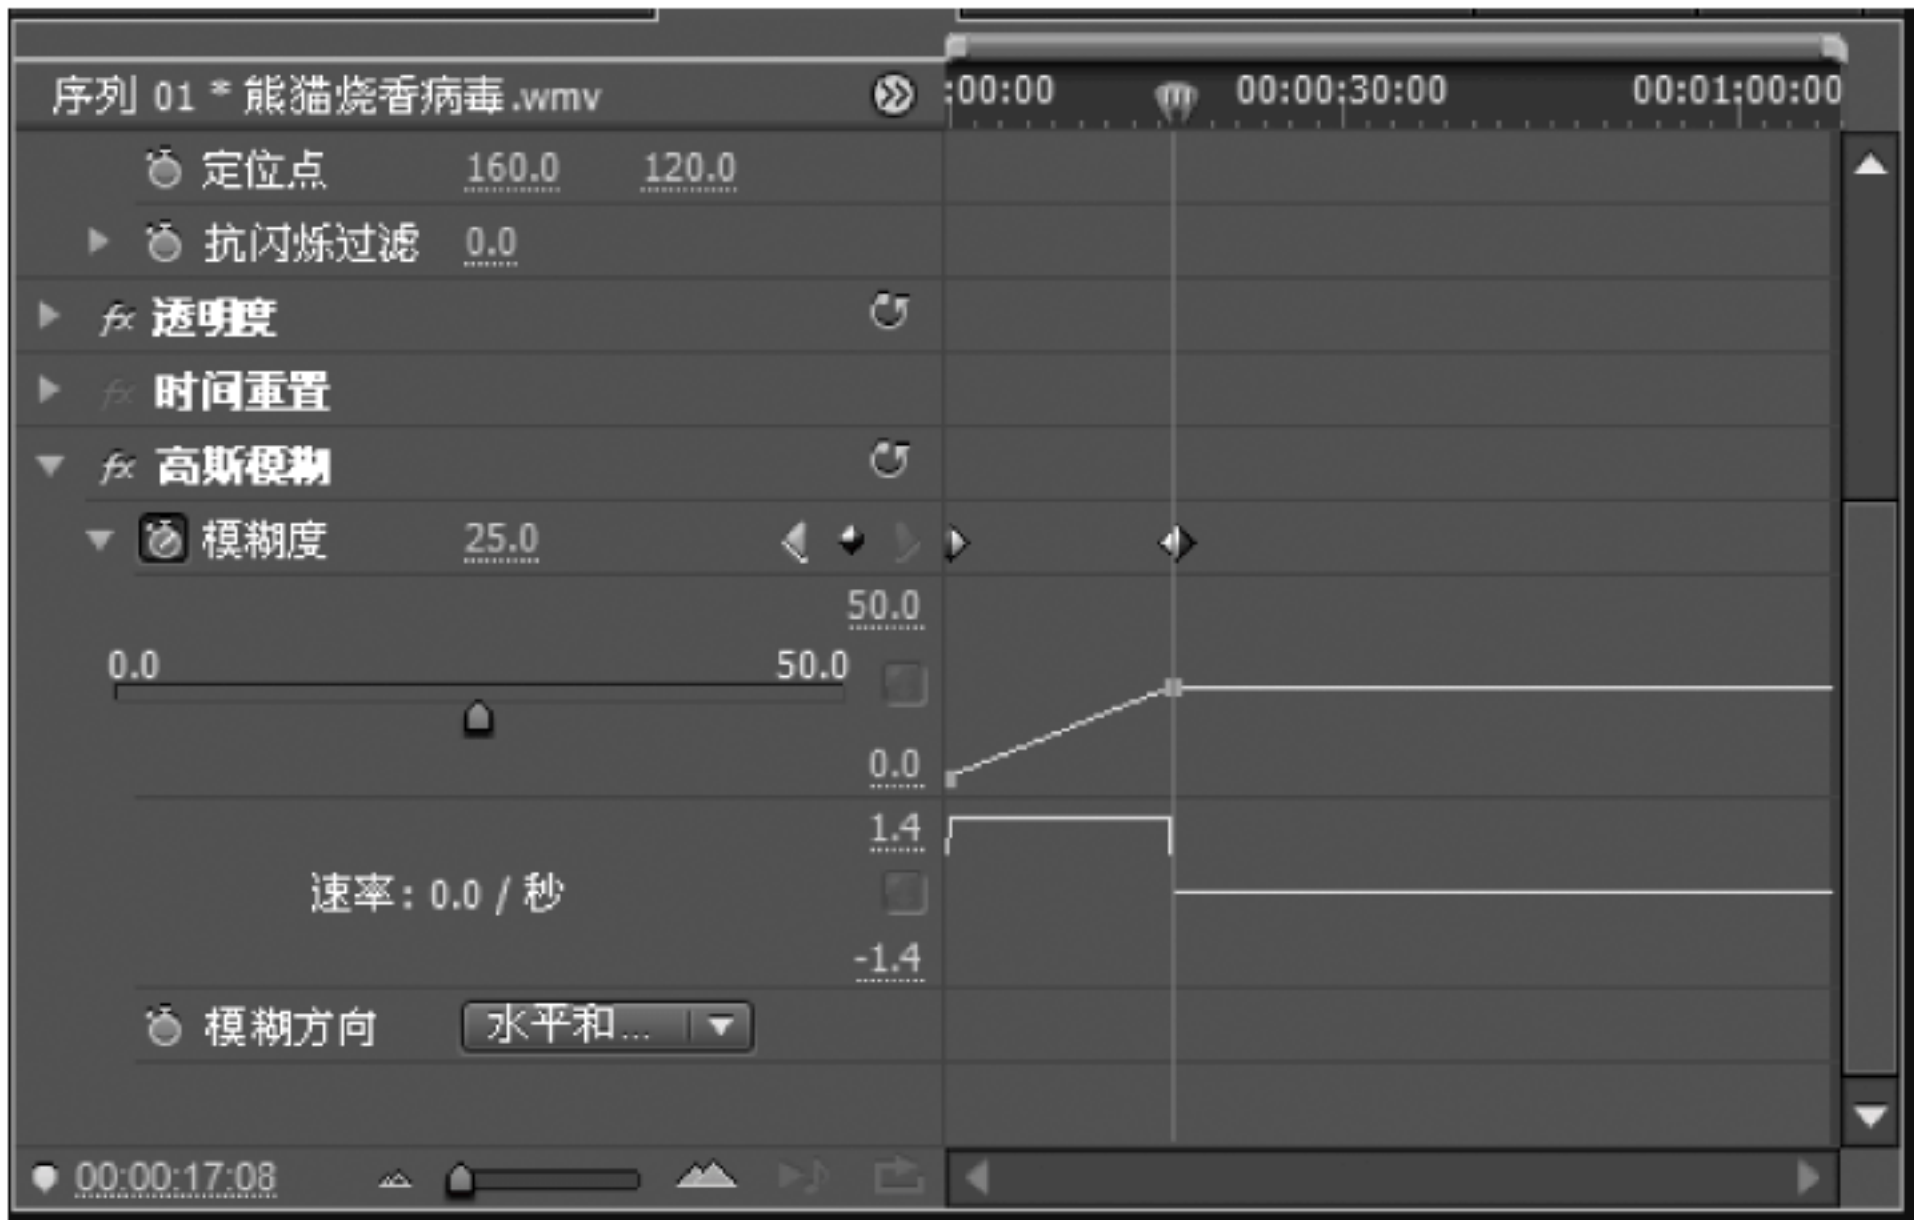 序列 01 * 熊猫烧香病毒.wmv
:00:00 00:00:30:00 00:01:00:00
定位点 160.0 120.0
抗闪烁过滤 0.0
fx 透明度
fx 时间重置
fx 高斯模糊
模糊度 25.0
50.0
0.0 50.0
0.0
1.4
速率: 0.0 / 秒
-1.4
模糊方向 水平和...
00:00:17:08